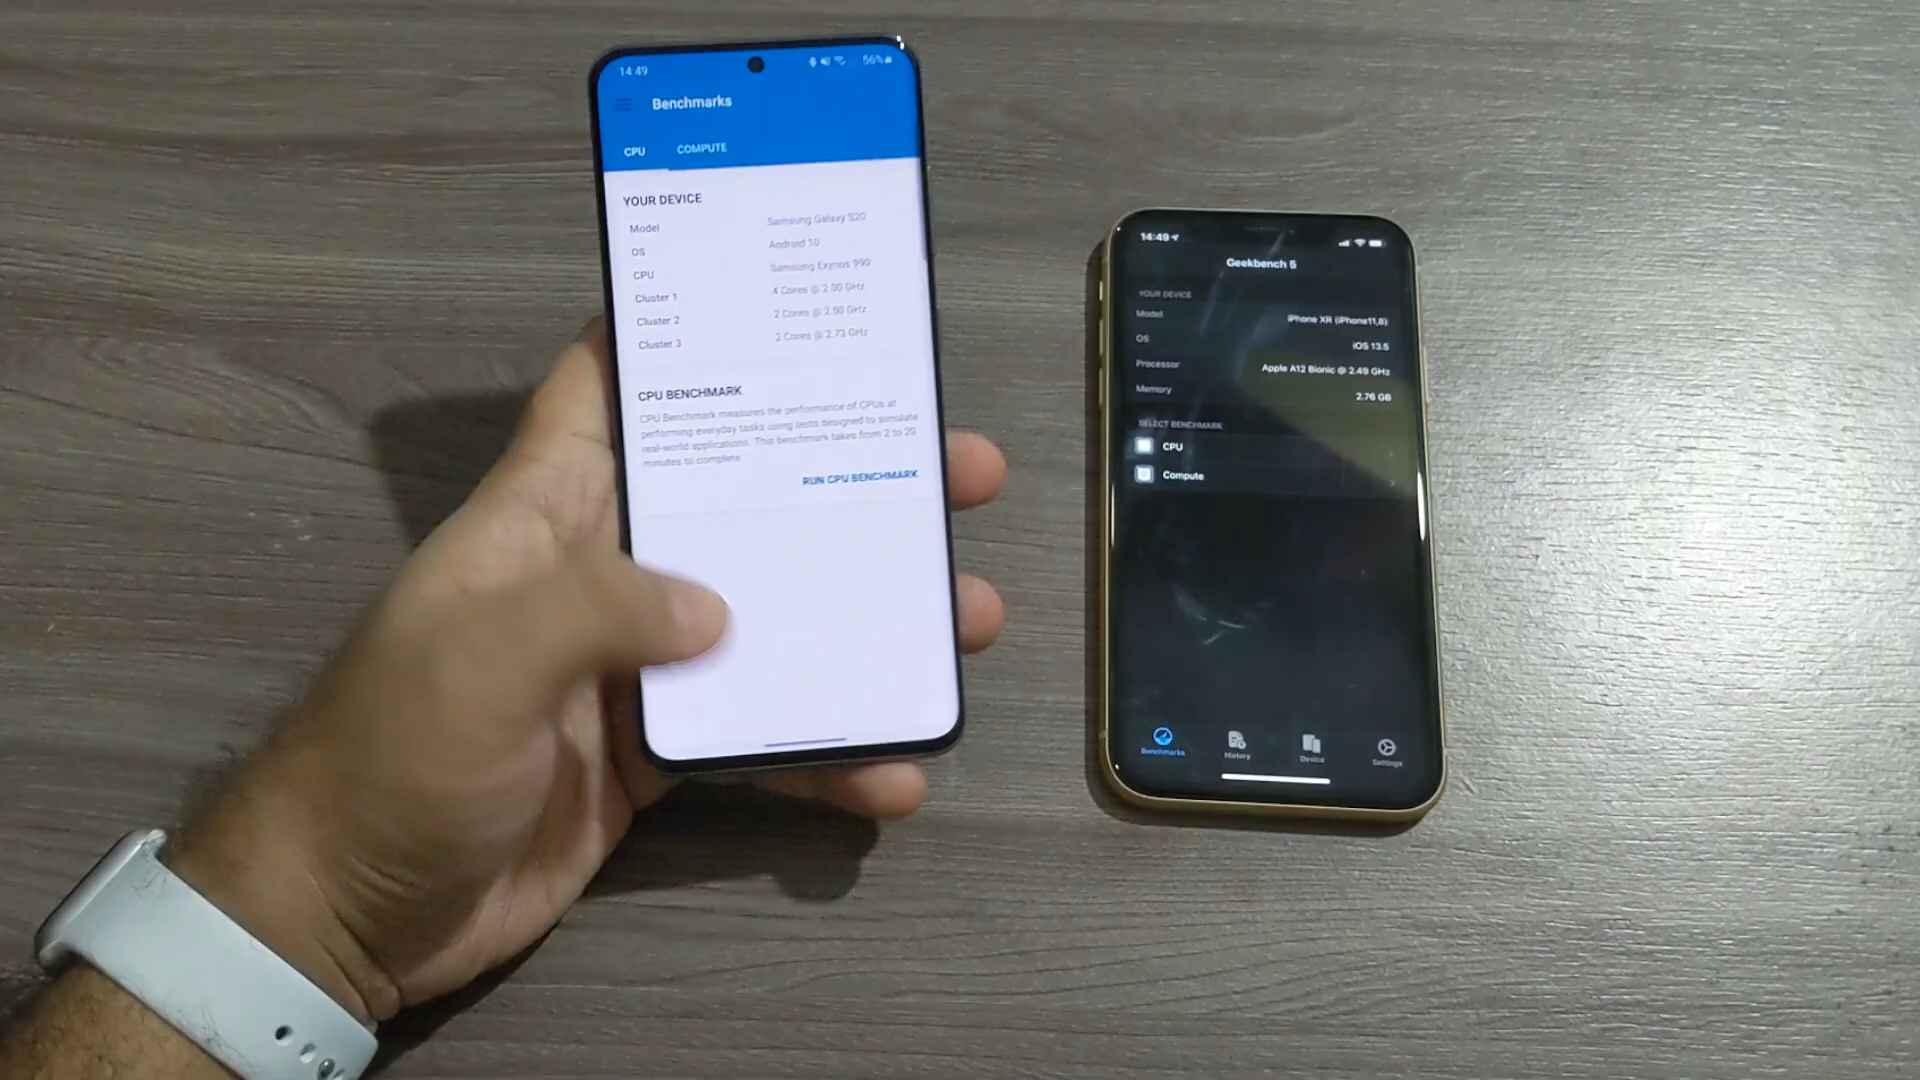 14:49
56%
Benchmarks
CPU COMPUTE
YOUR DEVICE
Model Samsung Galaxy S20
OS Android 10
CPU Samsung Exynos 990
Cluster 1 4 Cores @ 2.00 GHz
Cluster 2 2 Cores @ 2.50 GHz
Cluster 3 2 Cores @ 2.73 GHz
CPU BENCHMARK
CPU Benchmark measures the performance of CPUs at
performing everyday tasks using tests designed to simulate
real-world applications. This benchmark takes from 2 to 20
minutes to complete.
RUN CPU BENCHMARK
14:49
Geekbench 5
YOUR DEVICE
Model iPhone XR (iPhone11,8)
OS iOS 13.5
Processor Apple A12 Bionic @ 2.49 GHz
Memory 2.76 GB
SELECT BENCHMARK
CPU
Compute
Benchmarks History Device Settings